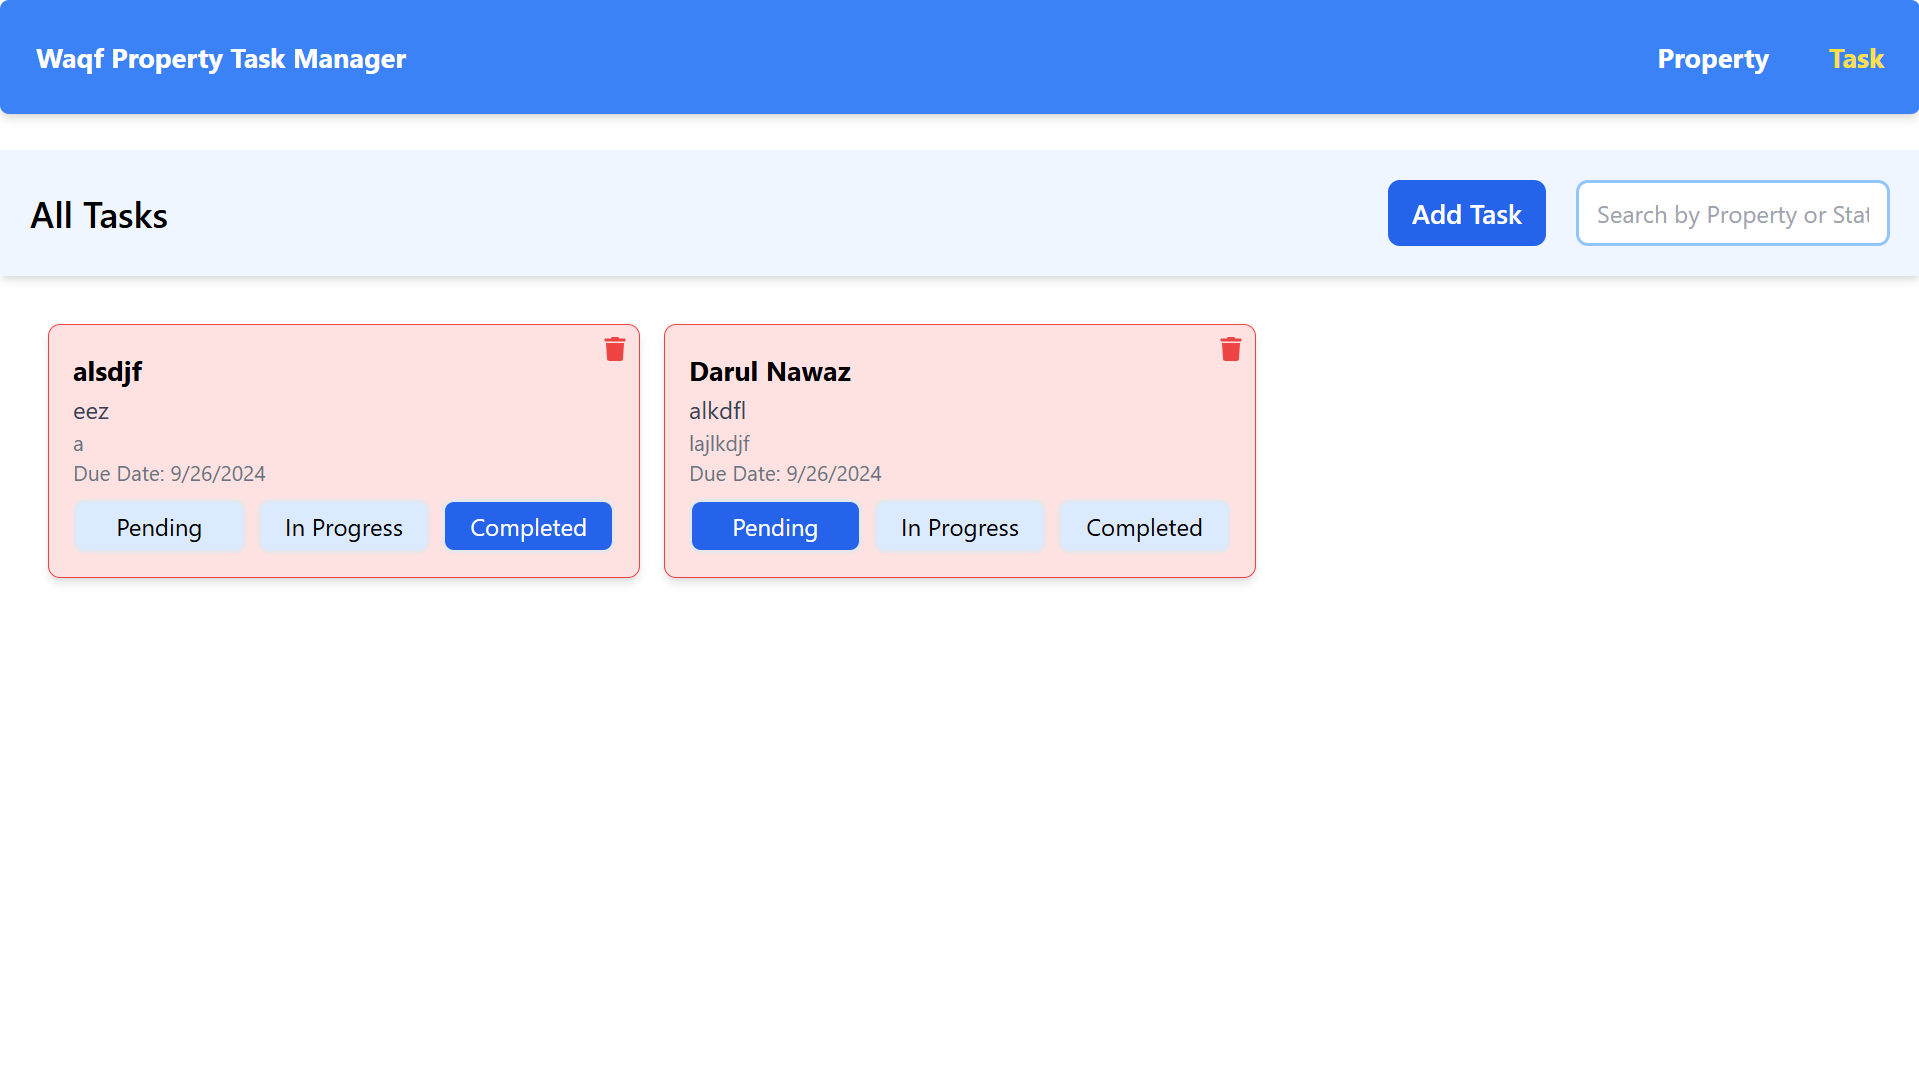 Waqf Property Task Manager
Property
Task
All Tasks
Add Task
Search by Property or Stat
alsdjf
eez
a
Due Date: 9/26/2024
Pending
In Progress
Completed
Darul Nawaz
alkdfl
lajlkdjf
Due Date: 9/26/2024
Pending
In Progress
Completed